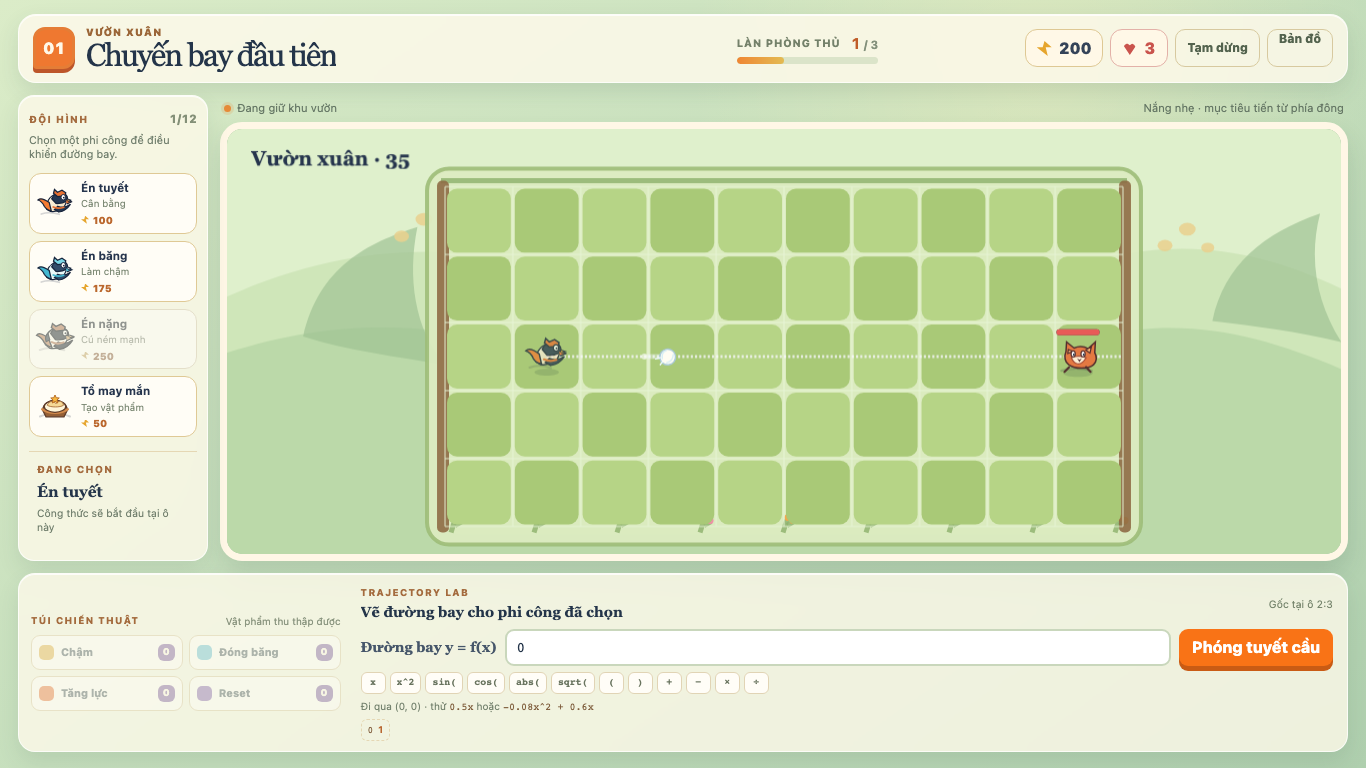 01
VƯỜN XUÂN
Chuyến bay đầu tiên
LÀN PHÒNG THỦ 1 / 3
200
3
Tạm dừng
Bản đồ
ĐỘI HÌNH 1/12
Chọn một phi công để điều
khiển đường bay.
Én tuyết
Cân bằng
100
Én băng
Làm chậm
175
Én nặng
Cú ném mạnh
250
Tổ may mắn
Tạo vật phẩm
50
ĐANG CHỌN
Én tuyết
Công thức sẽ bắt đầu tại ô
này
Đang giữ khu vườn
Nắng nhẹ · mục tiêu tiến từ phía đông
Vườn xuân · 35
TÚI CHIẾN THUẬT
Vật phẩm thu thập được
Chậm 0
Đóng băng 0
Tăng lực 0
Reset 0
TRAJECTORY LAB
Vẽ đường bay cho phi công đã chọn
Gốc tại ô 2:3
Đường bay y = f(x)
0
Phóng tuyết cầu
x x^2 sin( cos( abs( sqrt( ( ) + − × ÷
Đi qua (0, 0) · thử 0.5x hoặc −0.08x^2 + 0.6x
0 1